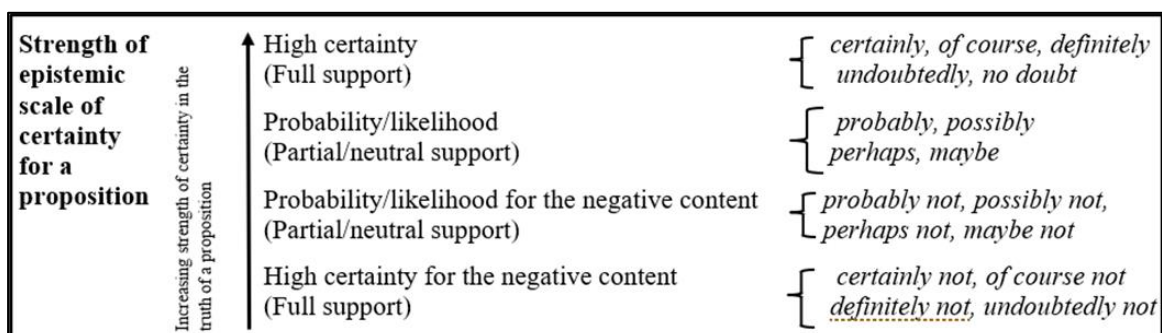 Strength of
epistemic
scale of
certainty
for a
proposition
Increasing strength of certainty in the
truth of a proposition
High certainty
(Full support)
certainly, of course, definitely
undoubtedly, no doubt
Probability/likelihood
(Partial/neutral support)
probably, possibly
perhaps, maybe
Probability/likelihood for the negative content
(Partial/neutral support)
probably not, possibly not,
perhaps not, maybe not
High certainty for the negative content
(Full support)
certainly not, of course not
definitely not, undoubtedly not